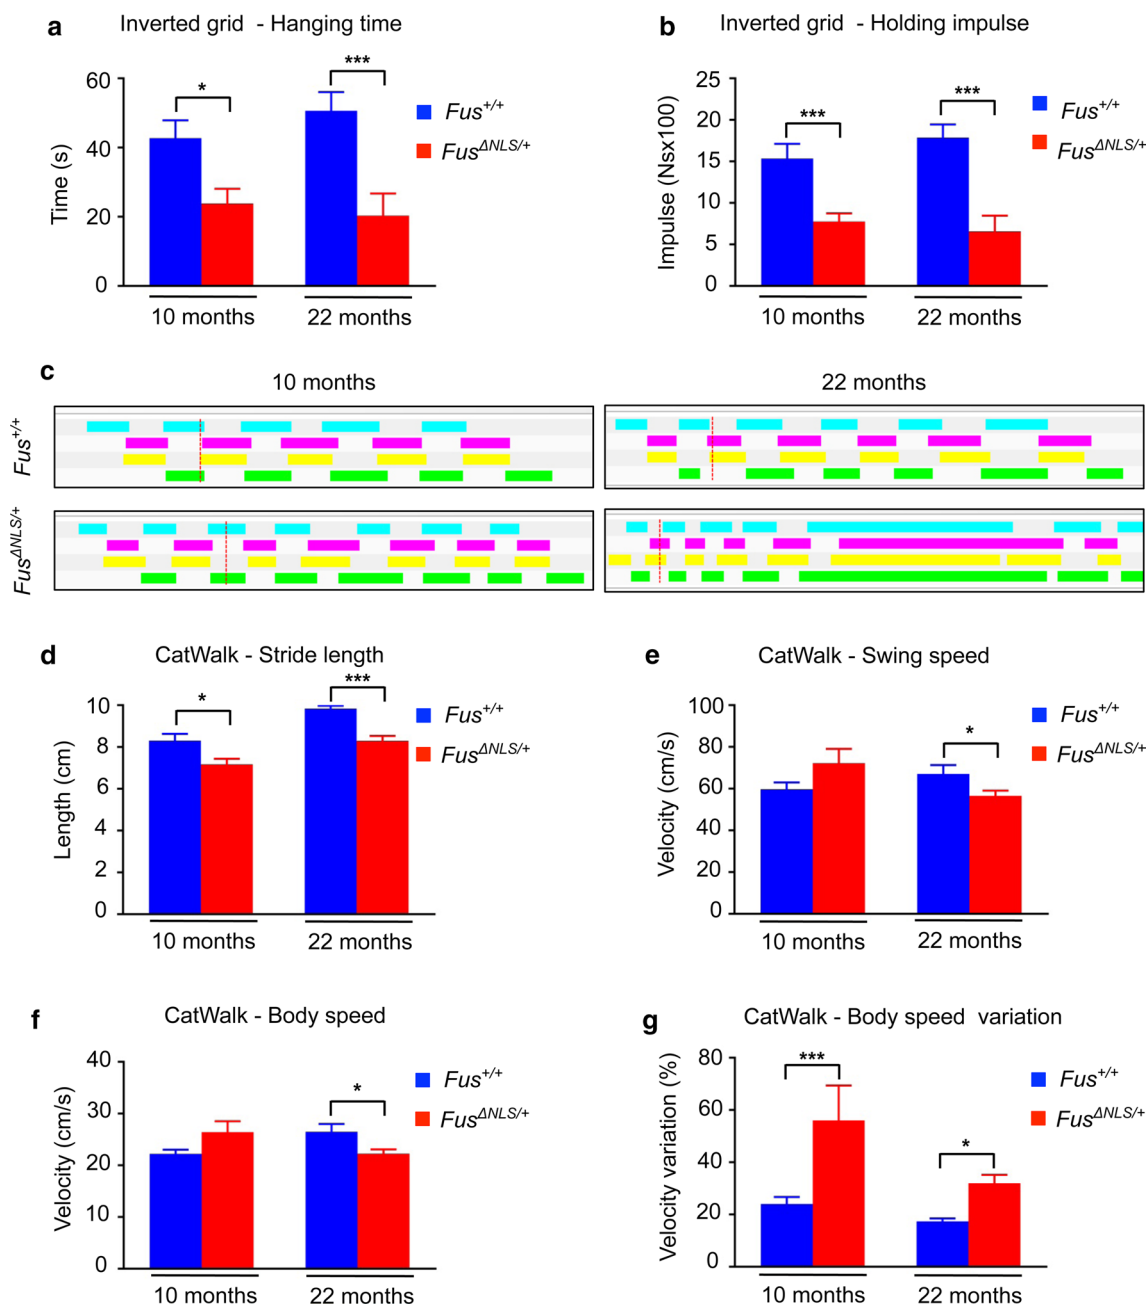 a Inverted grid - Hanging time
Time (s)
60
40
20
0
*
***
Fus+/+
FusΔNLS/+
10 months
22 months
b Inverted grid - Holding impulse
Impulse (Nsx100)
25
20
15
10
5
0
***
***
Fus+/+
FusΔNLS/+
10 months
22 months
c
10 months
22 months
Fus+/+
FusΔNLS/+
d CatWalk - Stride length
Length (cm)
10
8
6
4
2
0
*
***
Fus+/+
FusΔNLS/+
10 months
22 months
e CatWalk - Swing speed
Velocity (cm/s)
100
80
60
40
20
0
*
Fus+/+
FusΔNLS/+
10 months
22 months
f CatWalk - Body speed
Velocity (cm/s)
40
30
20
10
0
*
Fus+/+
FusΔNLS/+
10 months
22 months
g CatWalk - Body speed variation
Velocity variation (%)
80
60
40
20
0
***
*
Fus+/+
FusΔNLS/+
10 months
22 months